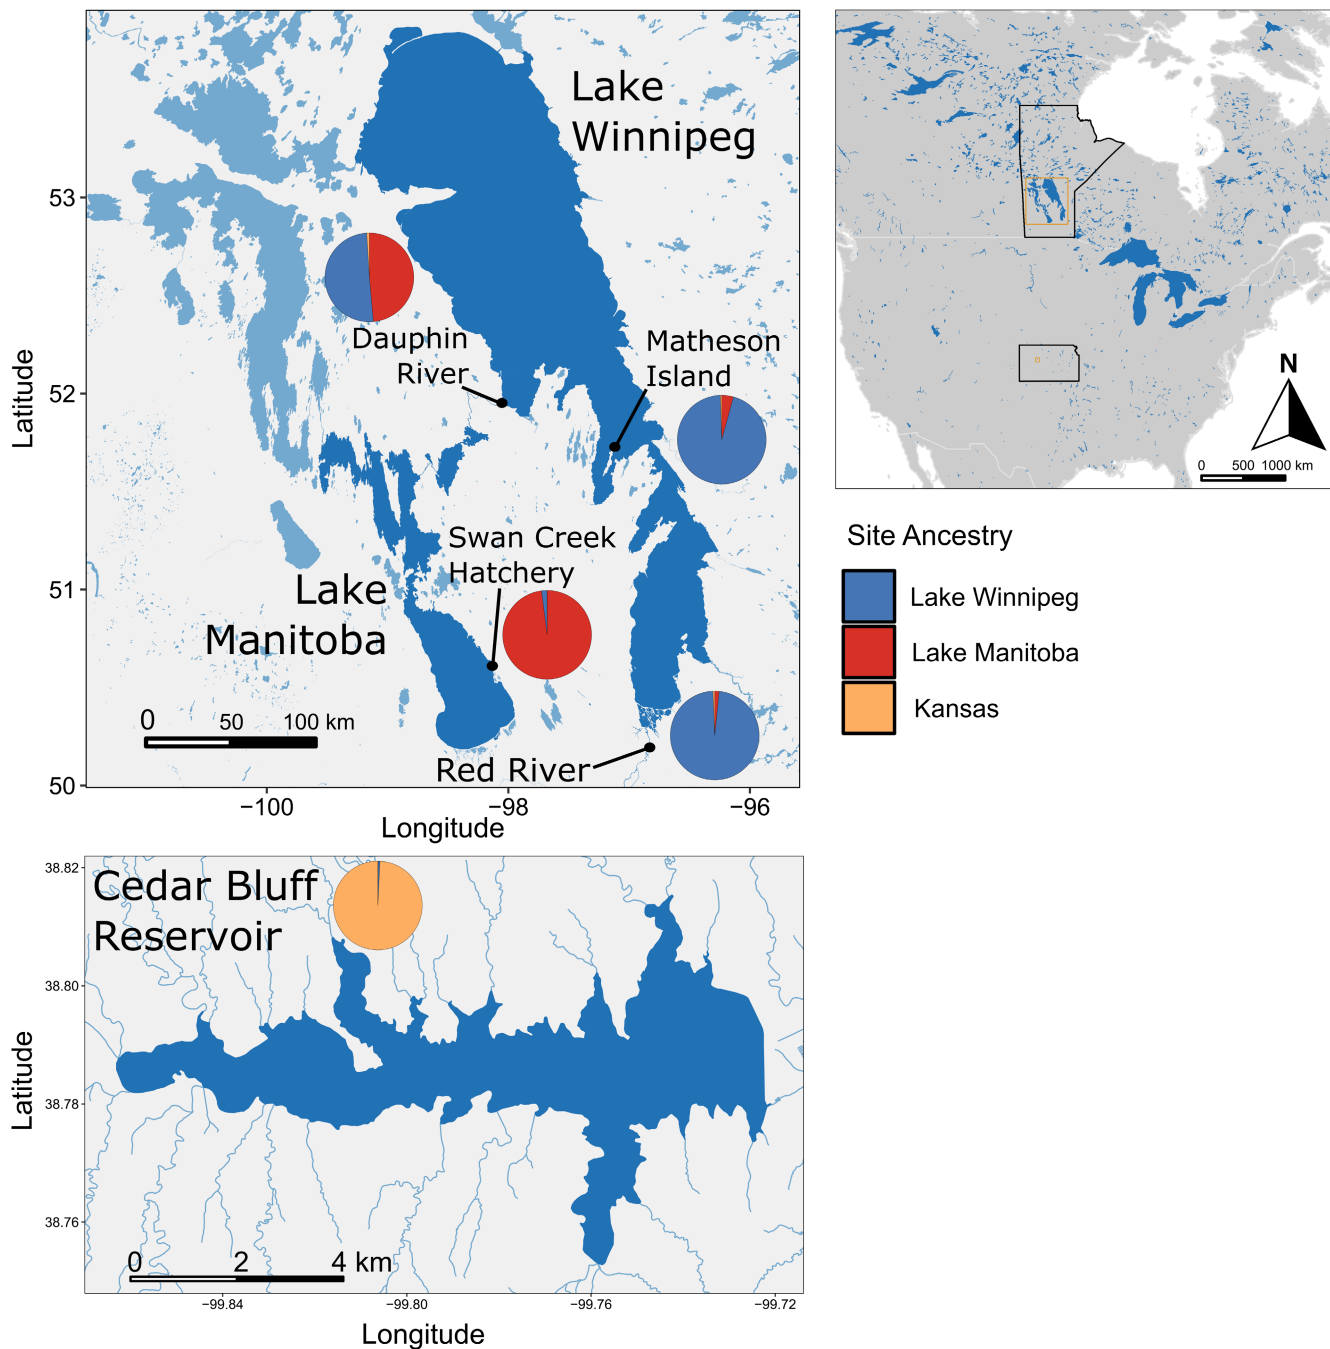 Lake
Winnipeg
53
Dauphin
River
Matheson
Island
52
Latitude
Swan Creek
Hatchery
51
Lake
Manitoba
0 50 100 km
Red River
50
−100 −98 −96
Longitude
N
0 500 1000 km
Site Ancestry
Lake Winnipeg
Lake Manitoba
Kansas
38.82
Cedar Bluff
Reservoir
38.80
Latitude
38.78
38.76
0 2 4 km
−99.84 −99.80 −99.76 −99.72
Longitude